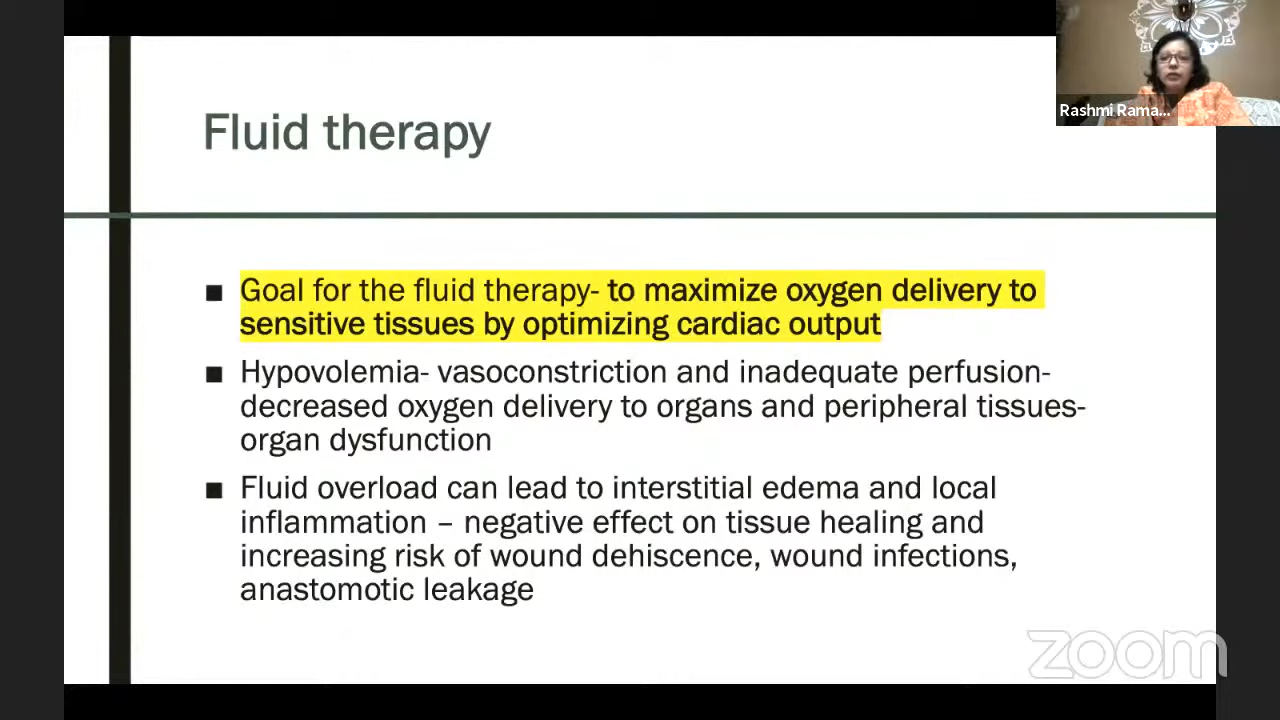 Rashmi Rama...
Fluid therapy
■ Goal for the fluid therapy- to maximize oxygen delivery to
sensitive tissues by optimizing cardiac output
■ Hypovolemia- vasoconstriction and inadequate perfusion-
decreased oxygen delivery to organs and peripheral tissues-
organ dysfunction
■ Fluid overload can lead to interstitial edema and local
inflammation – negative effect on tissue healing and
increasing risk of wound dehiscence, wound infections,
anastomotic leakage
zoom